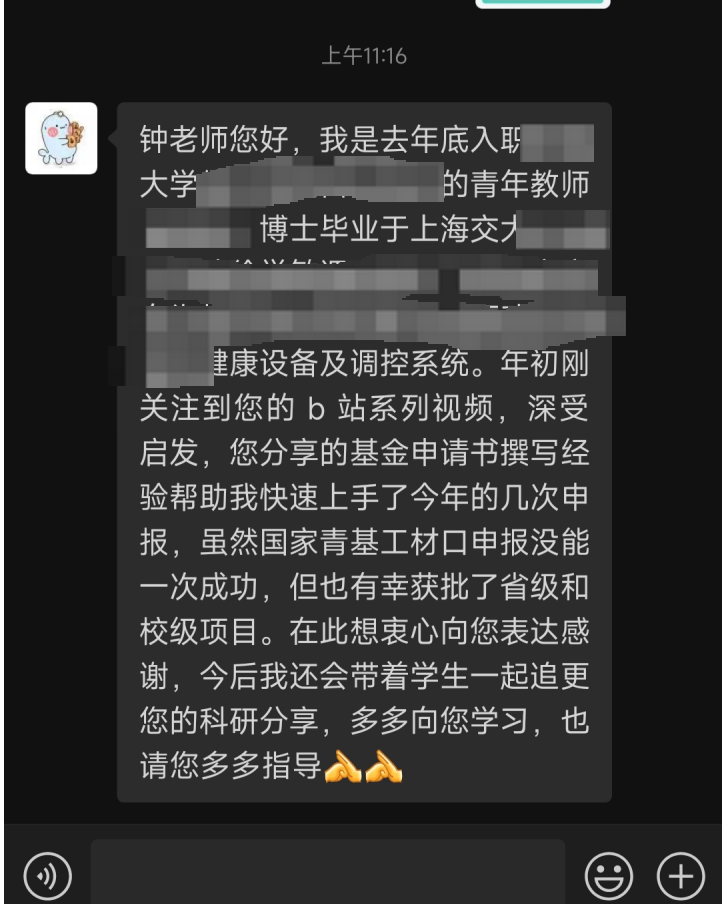 上午11:16
钟老师您好，我是去年底入职
大学
的青年教师
博士毕业于上海交大
健康设备及调控系统。年初刚
关注到您的 b 站系列视频，深受
启发，您分享的基金申请书撰写经
验帮助我快速上手了今年的几次申
报，虽然国家青基工材口申报没能
一次成功，但也有幸获批了省级和
校级项目。在此想衷心向您表达感
谢，今后我还会带着学生一起追更
您的科研分享，多多向您学习，也
请您多多指导